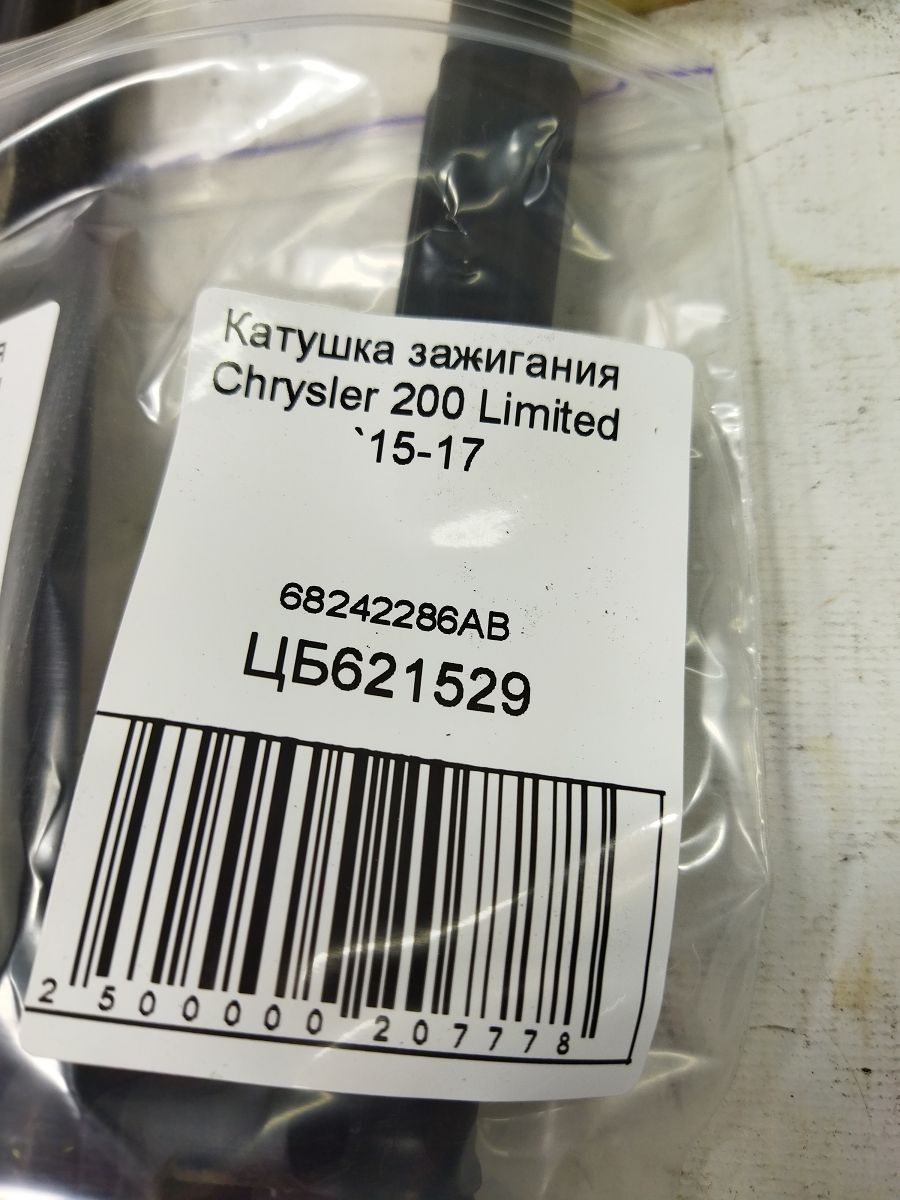 Катушка зажигания
Chrysler 200 Limited
`15-17
68242286AB
ЦБ621529
2 500000 207778